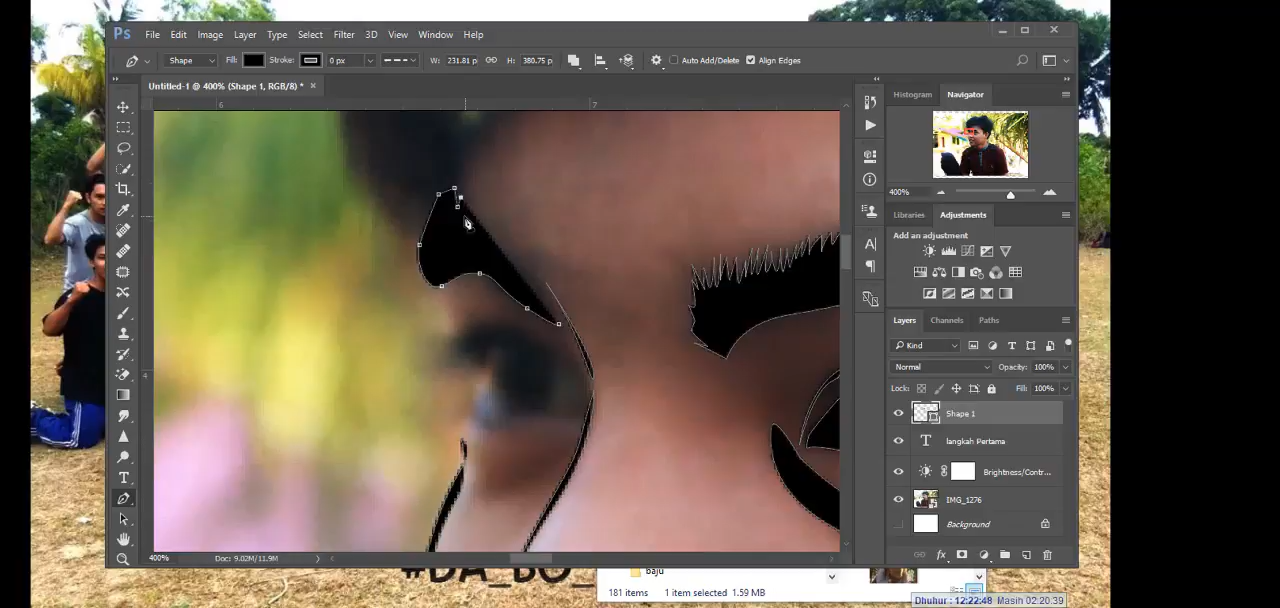 Ps File Edit Image Layer Type Select Filter 3D View Window Help
Shape Fill: Stroke: 0 px W: 231.81 p H: 380.75 p Auto Add/Delete Align Edges
Untitled-1 @ 400% (Shape 1, RGB/8) * ×
6 7
4
Histogram Navigator
400%
Libraries Adjustments
Add an adjustment
Layers Channels Paths
Kind
Normal Opacity: 100%
Lock: Fill: 100%
Shape 1
T langkah Pertama
Brightness/Contr...
IMG_1276
Background
400% Doc: 9.02M/11.9M
#DA_BO_
baju
181 items 1 item selected 1.59 MB
Dhuhur : 12:22:48 Masih 02:20.39